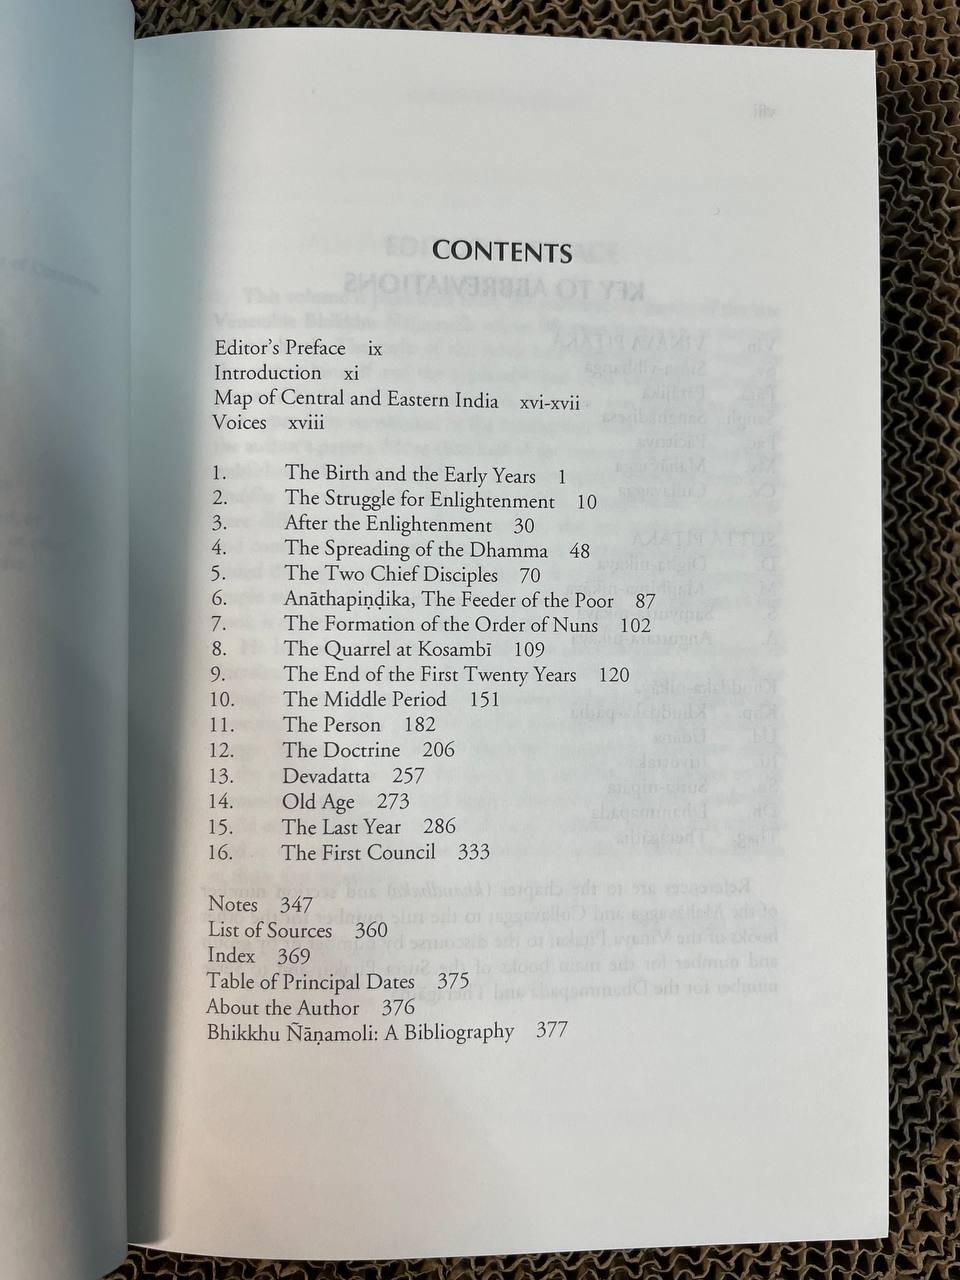 CONTENTS
Editor's Preface ix
Introduction xi
Map of Central and Eastern India xvi-xvii
Voices xviii
1. The Birth and the Early Years 1
2. The Struggle for Enlightenment 10
3. After the Enlightenment 30
4. The Spreading of the Dhamma 48
5. The Two Chief Disciples 70
6. Anāthapiṇḍika, The Feeder of the Poor 87
7. The Formation of the Order of Nuns 102
8. The Quarrel at Kosambī 109
9. The End of the First Twenty Years 120
10. The Middle Period 151
11. The Person 182
12. The Doctrine 206
13. Devadatta 257
14. Old Age 273
15. The Last Year 286
16. The First Council 333
Notes 347
List of Sources 360
Index 369
Table of Principal Dates 375
About the Author 376
Bhikkhu Ñāṇamoli: A Bibliography 377